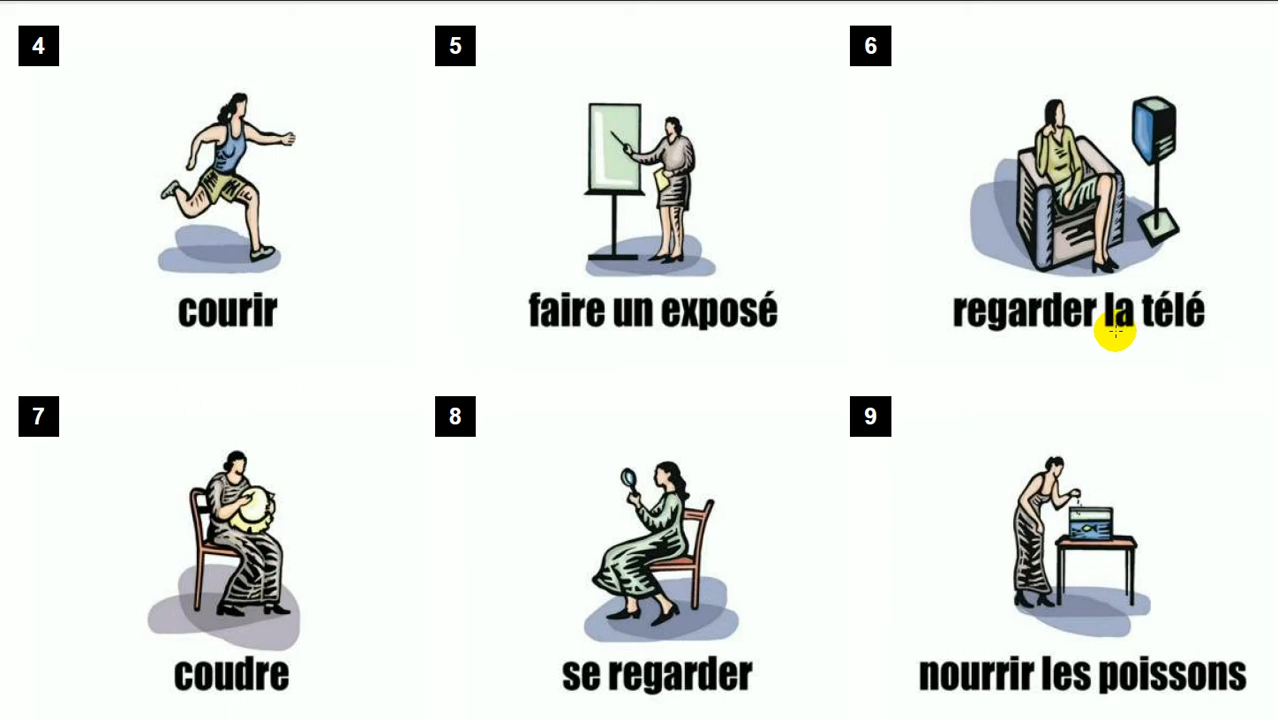 4
5
6
courir
faire un exposé
regarder la télé
7
8
9
coudre
se regarder
nourrir les poissons